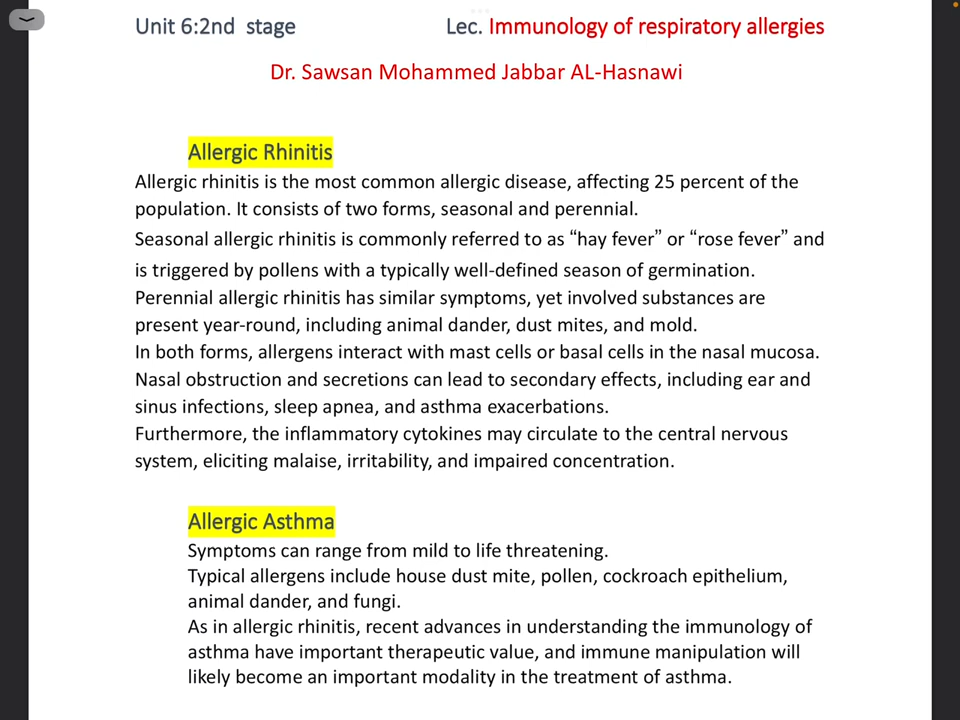 Unit 6:2nd stage Lec. Immunology of respiratory allergies
Dr. Sawsan Mohammed Jabbar AL-Hasnawi
Allergic Rhinitis
Allergic rhinitis is the most common allergic disease, affecting 25 percent of the
population. It consists of two forms, seasonal and perennial.
Seasonal allergic rhinitis is commonly referred to as “hay fever” or “rose fever” and
is triggered by pollens with a typically well-defined season of germination.
Perennial allergic rhinitis has similar symptoms, yet involved substances are
present year-round, including animal dander, dust mites, and mold.
In both forms, allergens interact with mast cells or basal cells in the nasal mucosa.
Nasal obstruction and secretions can lead to secondary effects, including ear and
sinus infections, sleep apnea, and asthma exacerbations.
Furthermore, the inflammatory cytokines may circulate to the central nervous
system, eliciting malaise, irritability, and impaired concentration.
Allergic Asthma
Symptoms can range from mild to life threatening.
Typical allergens include house dust mite, pollen, cockroach epithelium,
animal dander, and fungi.
As in allergic rhinitis, recent advances in understanding the immunology of
asthma have important therapeutic value, and immune manipulation will
likely become an important modality in the treatment of asthma.